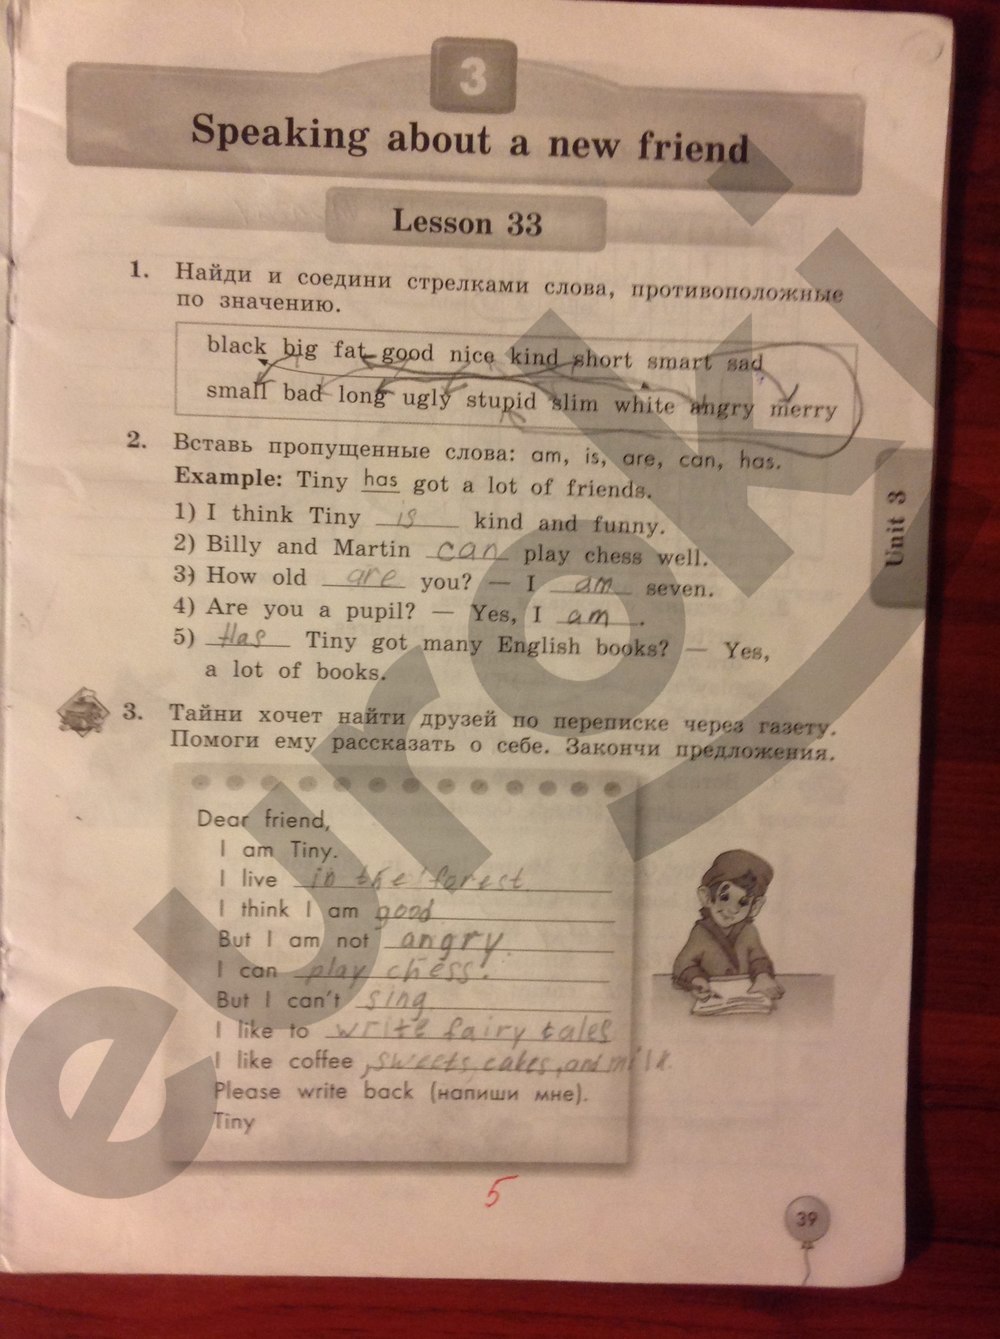 3
Speaking about a new friend
Lesson 33
1. Найди и соедини стрелками слова, противоположные
по значению.
black big fat good nice kind short smart sad
small bad long ugly stupid slim white angry merry
2. Вставь пропущенные слова: am, is, are, can, has.
Example: Tiny has got a lot of friends.
1) I think Tiny is kind and funny.
2) Billy and Martin can play chess well.
3) How old are you? — I am seven.
4) Are you a pupil? — Yes, I am.
5) Has Tiny got many English books? — Yes,
a lot of books.
Unit 3
3. Тайни хочет найти друзей по переписке через газету.
Помоги ему рассказать о себе. Закончи предложения.
Dear friend,
I am Tiny.
I live in the forest
I think I am good
But I am not angry.
I can play chess.
But I can't sing
I like to write fairy tales
I like coffee, sweets, cakes, and milk.
Please write back (напиши мне).
Tiny
5
39
euroki